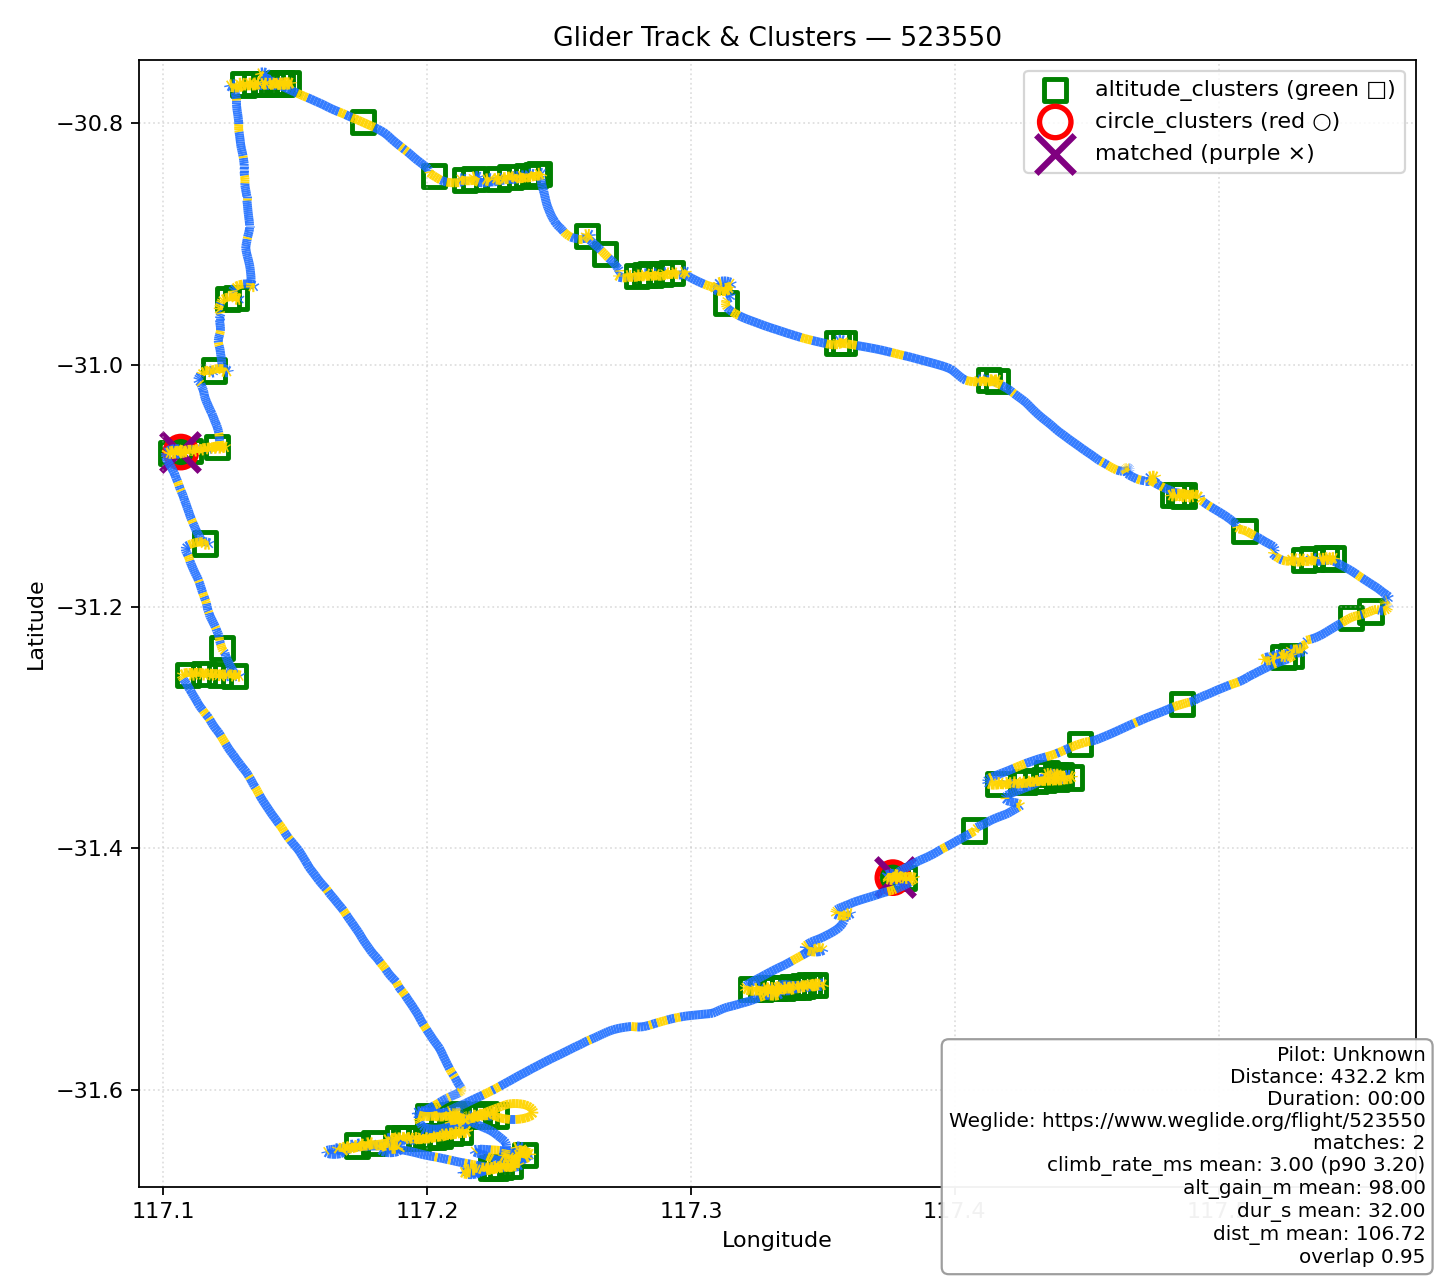 Glider Track & Clusters — 523550
altitude_clusters (green □)
circle_clusters (red ○)
matched (purple ×)
Latitude
−30.8
−31.0
−31.2
−31.4
−31.6
117.1
117.2
117.3
117.4
Longitude
Pilot: Unknown
Distance: 432.2 km
Duration: 00:00
Weglide: https://www.weglide.org/flight/523550
matches: 2
climb_rate_ms mean: 3.00 (p90 3.20)
alt_gain_m mean: 98.00
dur_s mean: 32.00
dist_m mean: 106.72
overlap 0.95